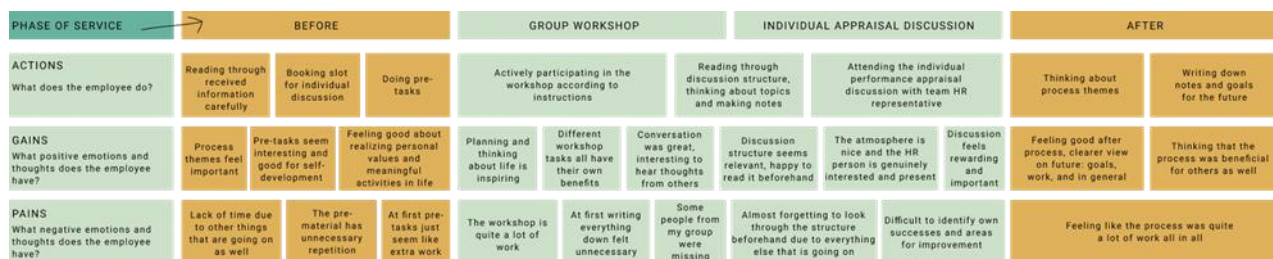 PHASE OF SERVICE
BEFORE
GROUP WORKSHOP
INDIVIDUAL APPRAISAL DISCUSSION
AFTER
ACTIONS
What does the employee do?
Reading through
received
information
carefully
Booking slot
for individual
discussion
Doing pre-
tasks
Actively participating in the
workshop according to
instructions
Reading through
discussion structure,
thinking about topics
and making notes
Attending the individual
performance appraisal
discussion with team HR
representative
Thinking about
process themes
Writing down
notes and goals
for the future
GAINS
What positive emotions and
thoughts does the employee
have?
Process
themes feel
important
Pre-tasks seem
interesting and
good for self-
development
Feeling good about
realizing personal
values and
meaningful
activities in life
Planning and
thinking
about life is
inspiring
Different
workshop
tasks all have
their own
benefits
Conversation
was great,
interesting to
hear thoughts
from others
Discussion
structure seems
relevant, happy to
read it beforehand
The atmosphere is
nice and the HR
person is genuinely
interested and present
Discussion
feels
rewarding
and
important
Feeling good after
process, clearer view
on future: goals,
work, and in general
Thinking that the
process was beneficial
for others as well
PAINS
What negative emotions and
thoughts does the employee
have?
Lack of time due
to other things
that are going on
as well
The pre-
material has
unnecessary
repetition
At first pre-
tasks just
seem like
extra work
The workshop is
quite a lot of
work
At first writing
everything
down felt
unnecessary
Some
people from
my group
were
missing
Almost forgetting to look
through the structure
beforehand due to everything
else that is going on
Difficult to identify own
successes and areas
for improvement
Feeling like the process was quite
a lot of work all in all